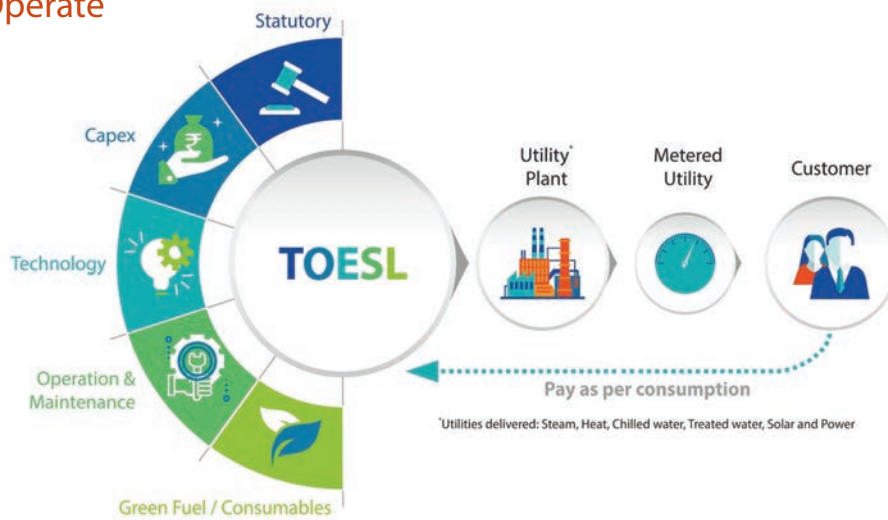 Operate
Statutory
Capex
Technology
Operation &
Maintenance
Green Fuel / Consumables
₹
TOESL
Utility*
Plant
Metered
Utility
Customer
Pay as per consumption
*Utilities delivered: Steam, Heat, Chilled water, Treated water, Solar and Power